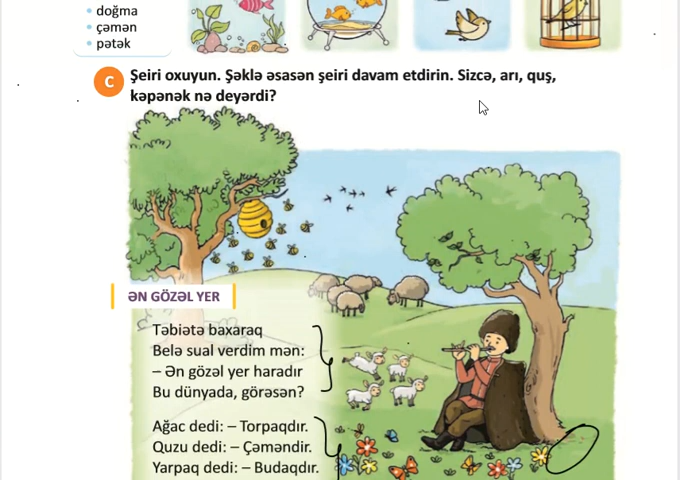 • doğma
• çəmən
• pətək
C Şeiri oxuyun. Şəklə əsasən şeiri davam etdirin. Sizcə, arı, quş,
kəpənək nə deyərdi?
ƏN GÖZƏL YER
Təbiətə baxaraq
Belə sual verdim mən:
– Ən gözəl yer haradır
Bu dünyada, görəsən?
Ağac dedi: – Torpaqdır.
Quzu dedi: – Çəməndir.
Yarpaq dedi: – Budaqdır.